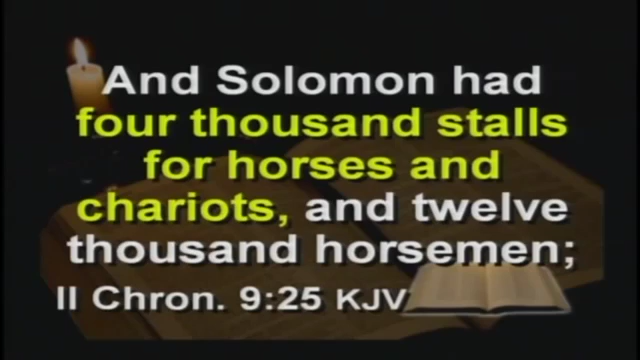 And Solomon had
four thousand stalls
for horses and
chariots, and twelve
thousand horsemen;
II Chron. 9:25 KJV